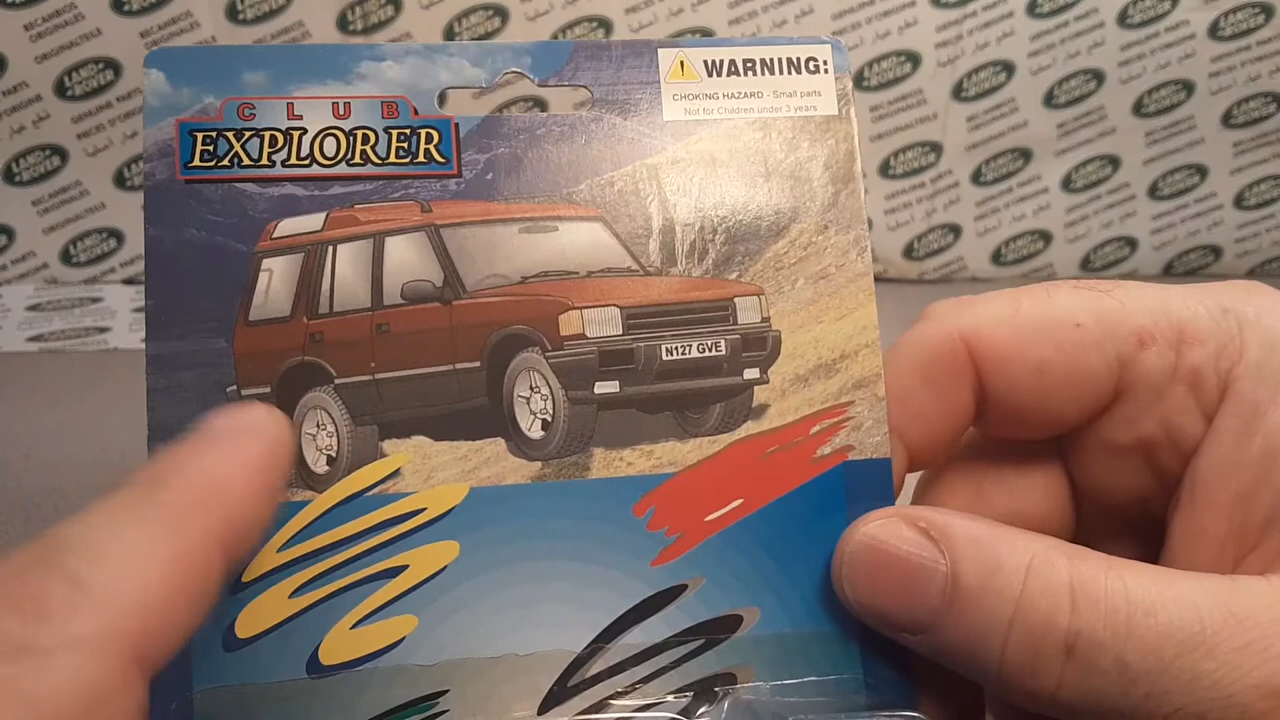 CLUB
EXPLORER
WARNING:
CHOKING HAZARD - Small parts
Not for Children under 3 years
N127 GVE
LAND ROVER
GENUINE PARTS
PIECES D'ORIGINE
RECAMBIOS
ORIGINALES
ORIGINALTEILE